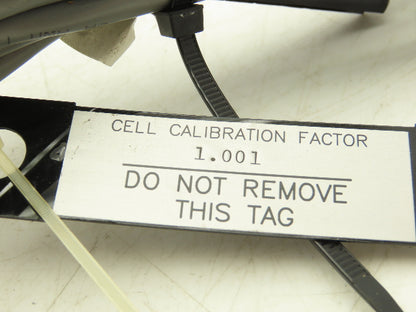 CELL CALIBRATION FACTOR
1.001
DO NOT REMOVE
THIS TAG